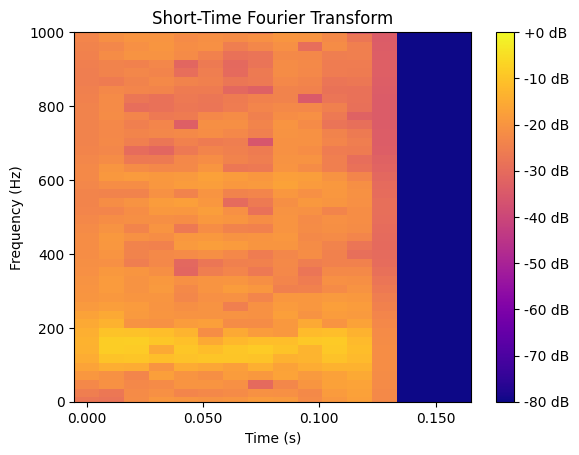 Short-Time Fourier Transform
1000
800
600
400
200
0
Frequency (Hz)
0.000
0.050
0.100
0.150
Time (s)
+0 dB
-10 dB
-20 dB
-30 dB
-40 dB
-50 dB
-60 dB
-70 dB
-80 dB